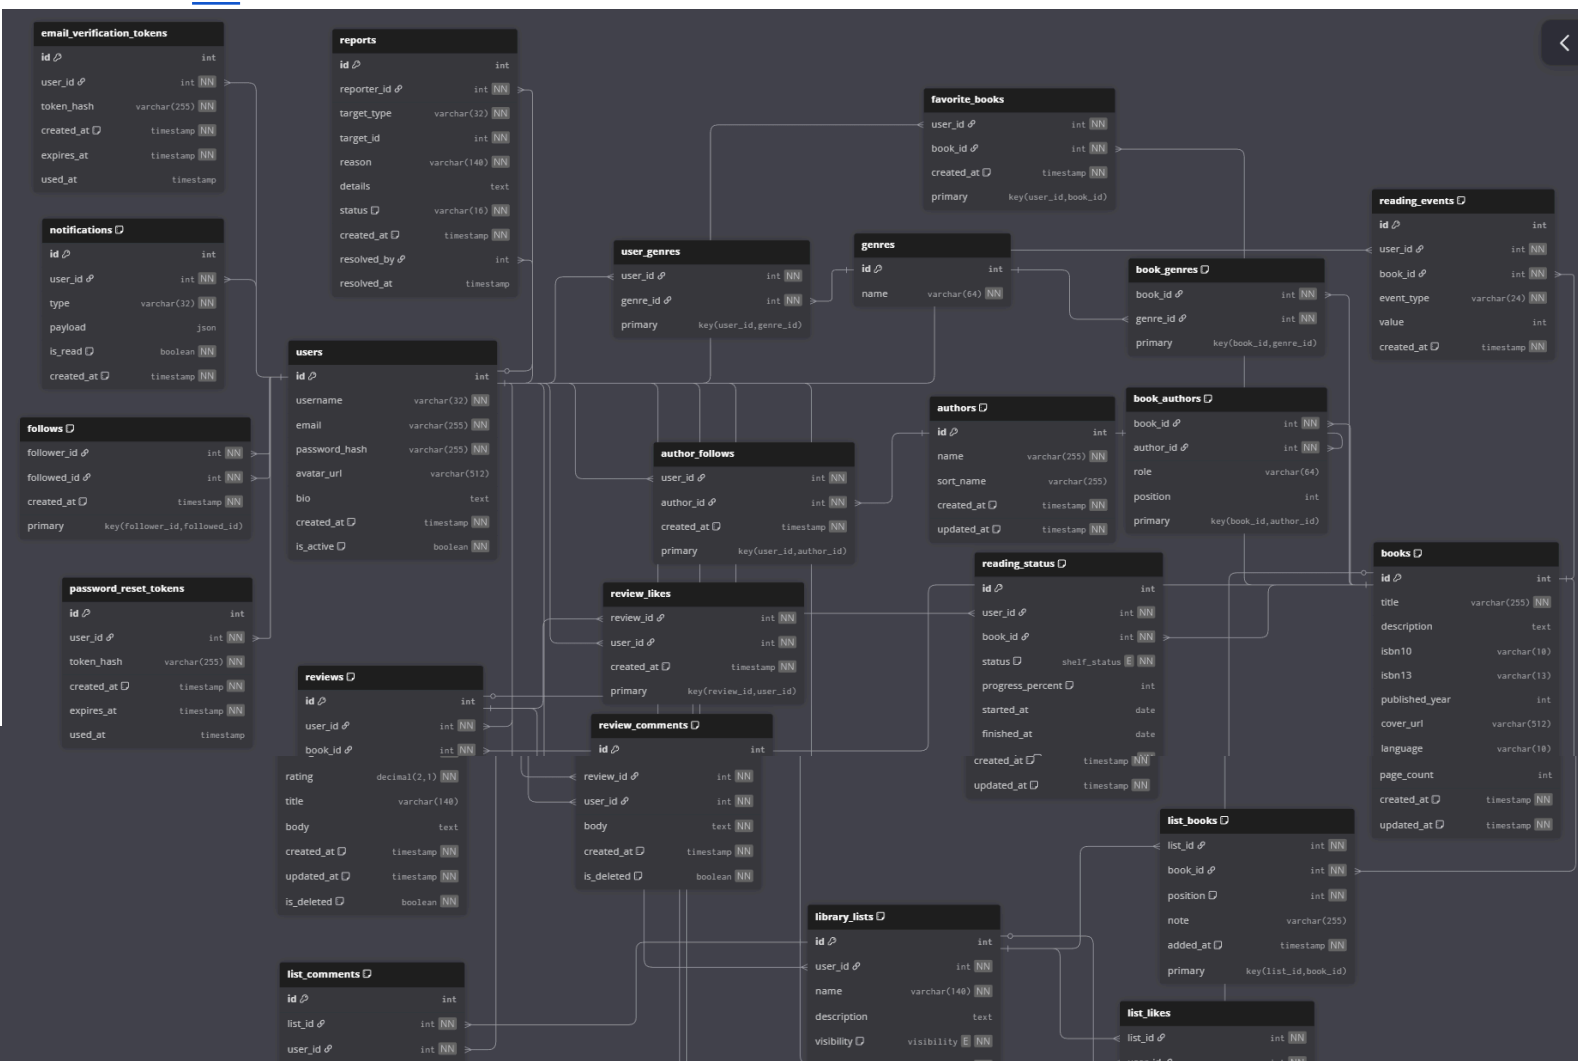 email_verification_tokens
id int
user_id int NN
token_hash varchar(255) NN
created_at timestamp NN
expires_at timestamp NN
used_at timestamp
reports
id int
reporter_id int NN
target_type varchar(32) NN
target_id int NN
reason varchar(140) NN
details text
status varchar(16) NN
created_at timestamp NN
resolved_by int
resolved_at timestamp
favorite_books
user_id int NN
book_id int NN
created_at timestamp NN
primary key(user_id,book_id)
reading_events
id int
user_id int NN
book_id int NN
event_type varchar(24) NN
value int
created_at timestamp NN
notifications
id int
user_id int NN
type varchar(32) NN
payload json
is_read boolean NN
created_at timestamp NN
user_genres
user_id int NN
genre_id int NN
primary key(user_id,genre_id)
genres
id int
name varchar(64) NN
book_genres
book_id int NN
genre_id int NN
primary key(book_id,genre_id)
users
id int
username varchar(32) NN
email varchar(255) NN
password_hash varchar(255) NN
avatar_url varchar(512)
bio text
created_at timestamp NN
is_active boolean NN
follows
follower_id int NN
followed_id int NN
created_at timestamp NN
primary key(follower_id,followed_id)
author_follows
user_id int NN
author_id int NN
created_at timestamp NN
primary key(user_id,author_id)
authors
id int
name varchar(255) NN
sort_name varchar(255)
created_at timestamp NN
updated_at timestamp NN
book_authors
book_id int NN
author_id int NN
role varchar(64)
position int
primary key(book_id,author_id)
password_reset_tokens
id int
user_id int NN
token_hash varchar(255) NN
created_at timestamp NN
expires_at timestamp NN
used_at timestamp
review_likes
review_id int NN
user_id int NN
created_at timestamp NN
primary key(review_id,user_id)
reading_status
id int
user_id int NN
book_id int NN
status shelf_status E NN
progress_percent int
started_at date
finished_at date
created_at timestamp NN
updated_at timestamp NN
books
id int
title varchar(255) NN
description text
isbn10 varchar(10)
isbn13 varchar(13)
published_year int
cover_url varchar(512)
language varchar(10)
page_count int
created_at timestamp NN
updated_at timestamp NN
reviews
id int
user_id int NN
book_id int NN
rating decimal(2,1) NN
title varchar(140)
body text
created_at timestamp NN
updated_at timestamp NN
is_deleted boolean NN
review_comments
id int
review_id int NN
user_id int NN
body text NN
created_at timestamp NN
is_deleted boolean NN
list_books
list_id int NN
book_id int NN
position int NN
note varchar(255)
added_at timestamp NN
primary key(list_id,book_id)
library_lists
id int
user_id int NN
name varchar(140) NN
description text
visibility visibility E NN
list_comments
id int
list_id int NN
user_id int NN
list_likes
list_id int NN